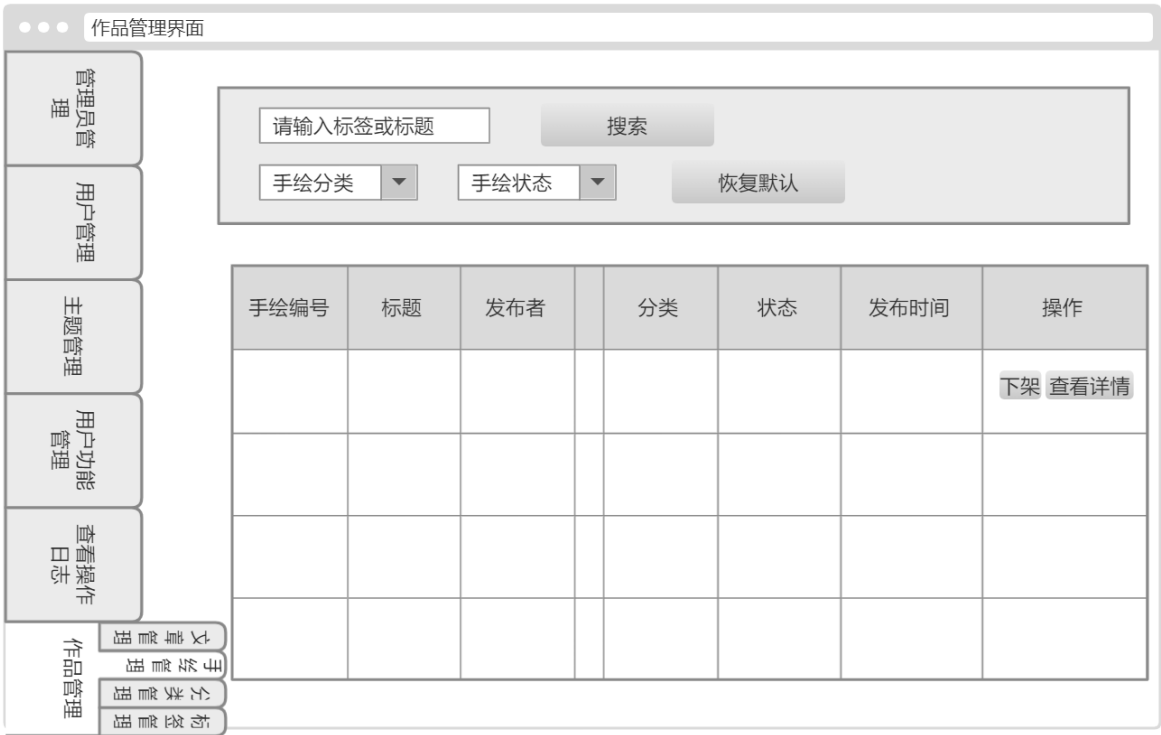 作品管理界面
管理员管
理
用户管理
主题管理
用户功能
管理
查看操作
日志
作品管理
文章管理
手绘管理
分类管理
标签管理
请输入标签或标题
搜索
手绘分类
手绘状态
恢复默认
手绘编号 标题 发布者 分类 状态 发布时间 操作
下架 查看详情